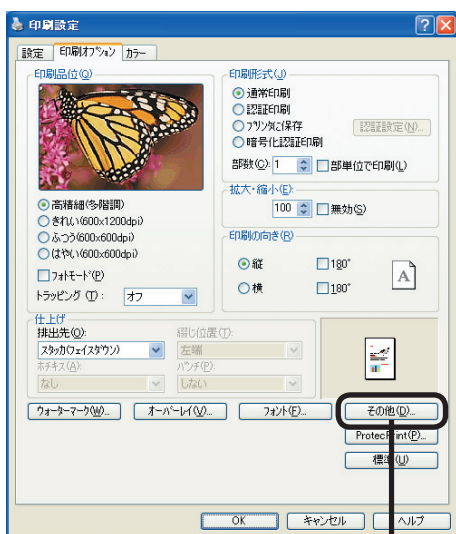 印刷設定
設定 印刷オプション カラー
印刷品位(Q)
高精細(多階調)
きれい(600x1200dpi)
ふつう(600x600dpi)
はやい(600x600dpi)
フォトモード(P)
トラッピング(T): オフ
印刷形式(J)
通常印刷
認証印刷
プリンタに保存
暗号化認証印刷
認証設定(N)...
部数(C): 1 部単位で印刷(L)
拡大・縮小(E):
100 無効(S)
印刷の向き(R)
縦 180°
横 180°
A
仕上げ
排出先(O): 綴じ位置(T):
スタッカ(フェイスダウン) 左端
ホチキス(A): パンチ(F):
なし しない
ウォーターマーク(W)... オーバーレイ(V)... フォント(F)... その他(D)...
ProtecPrint(P)...
標準(U)
OK キャンセル ヘルプ